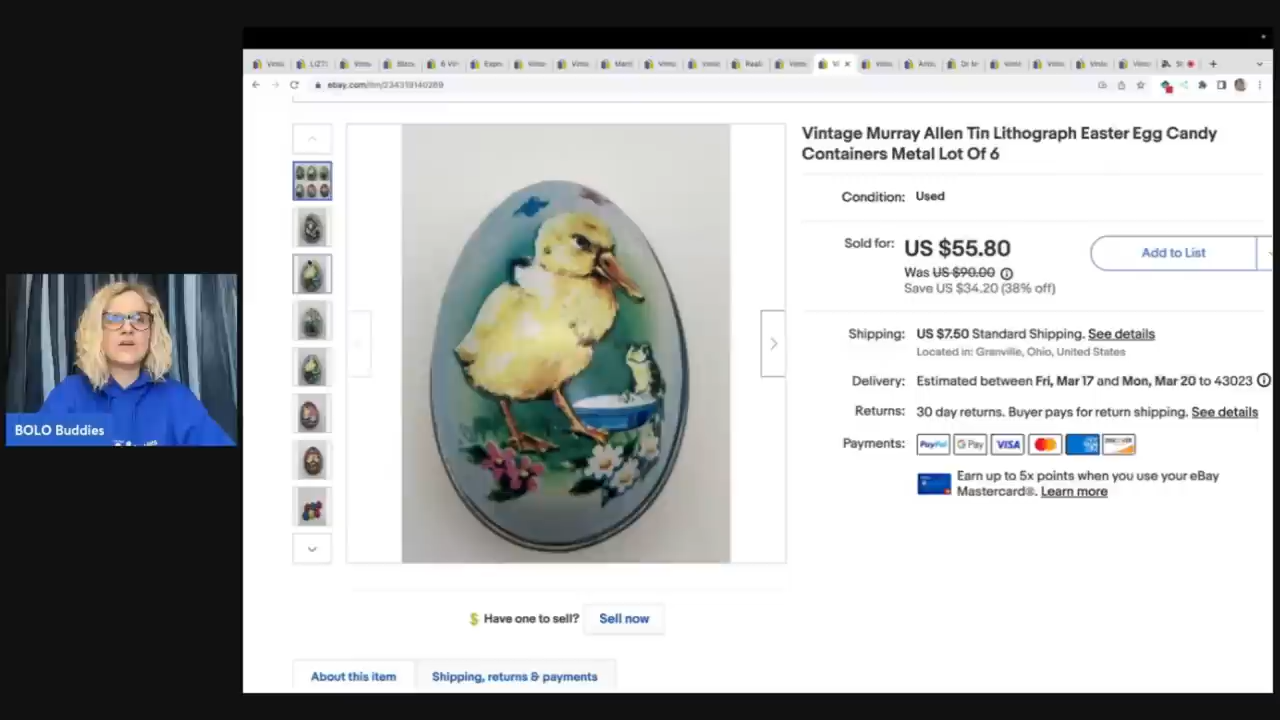 ebay.com/itm/234319140289
Vintage Murray Allen Tin Lithograph Easter Egg Candy
Containers Metal Lot Of 6
Condition: Used
Sold for: US $55.80
Add to List
Was US $90.00
Save US $34.20 (38% off)
Shipping: US $7.50 Standard Shipping. See details
Located in: Granville, Ohio, United States
Delivery: Estimated between Fri, Mar 17 and Mon, Mar 20 to 43023
Returns: 30 day returns. Buyer pays for return shipping. See details
BOLO Buddies
Payments: PayPal G Pay VISA DISCOVER
Earn up to 5x points when you use your eBay
Mastercard®. Learn more
$ Have one to sell? Sell now
About this item Shipping, returns & payments